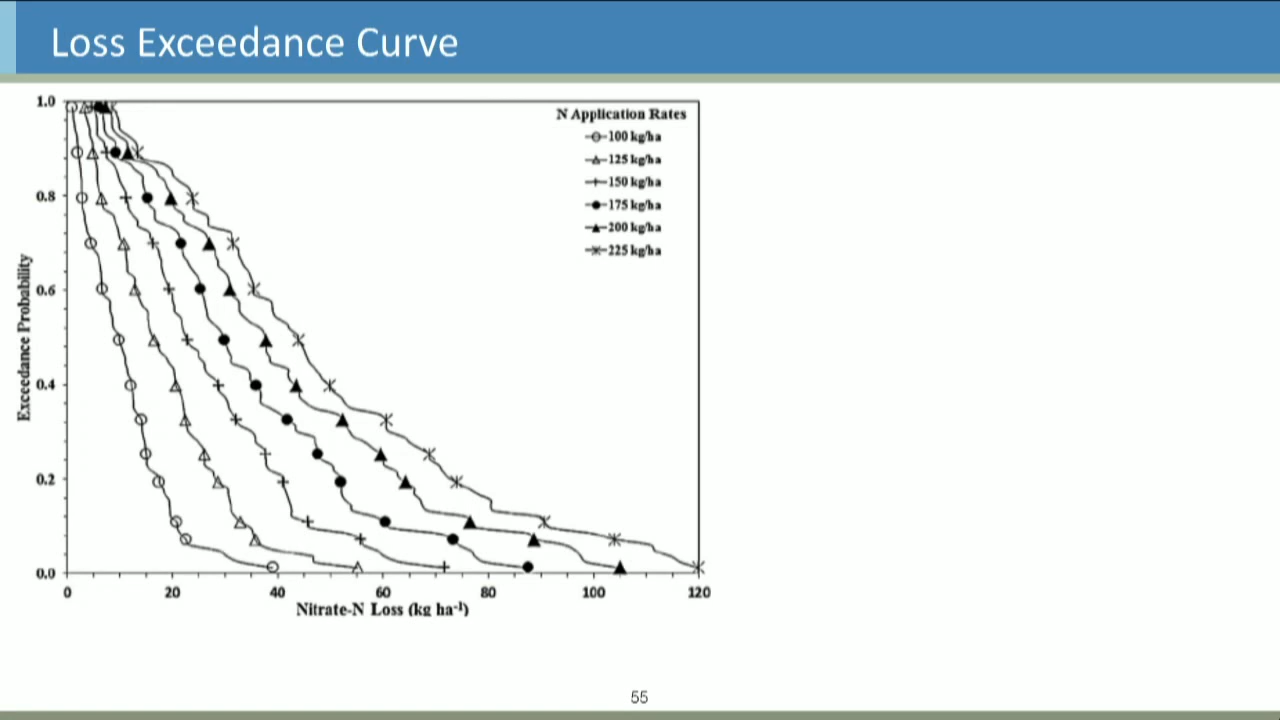 Loss Exceedance Curve
1.0
0.8
0.6
0.4
0.2
0.0
Exceedance Probability
N Application Rates
100 kg/ha
125 kg/ha
150 kg/ha
175 kg/ha
200 kg/ha
225 kg/ha
0 20 40 60 80 100 120
Nitrate-N Loss (kg ha⁻¹)
55